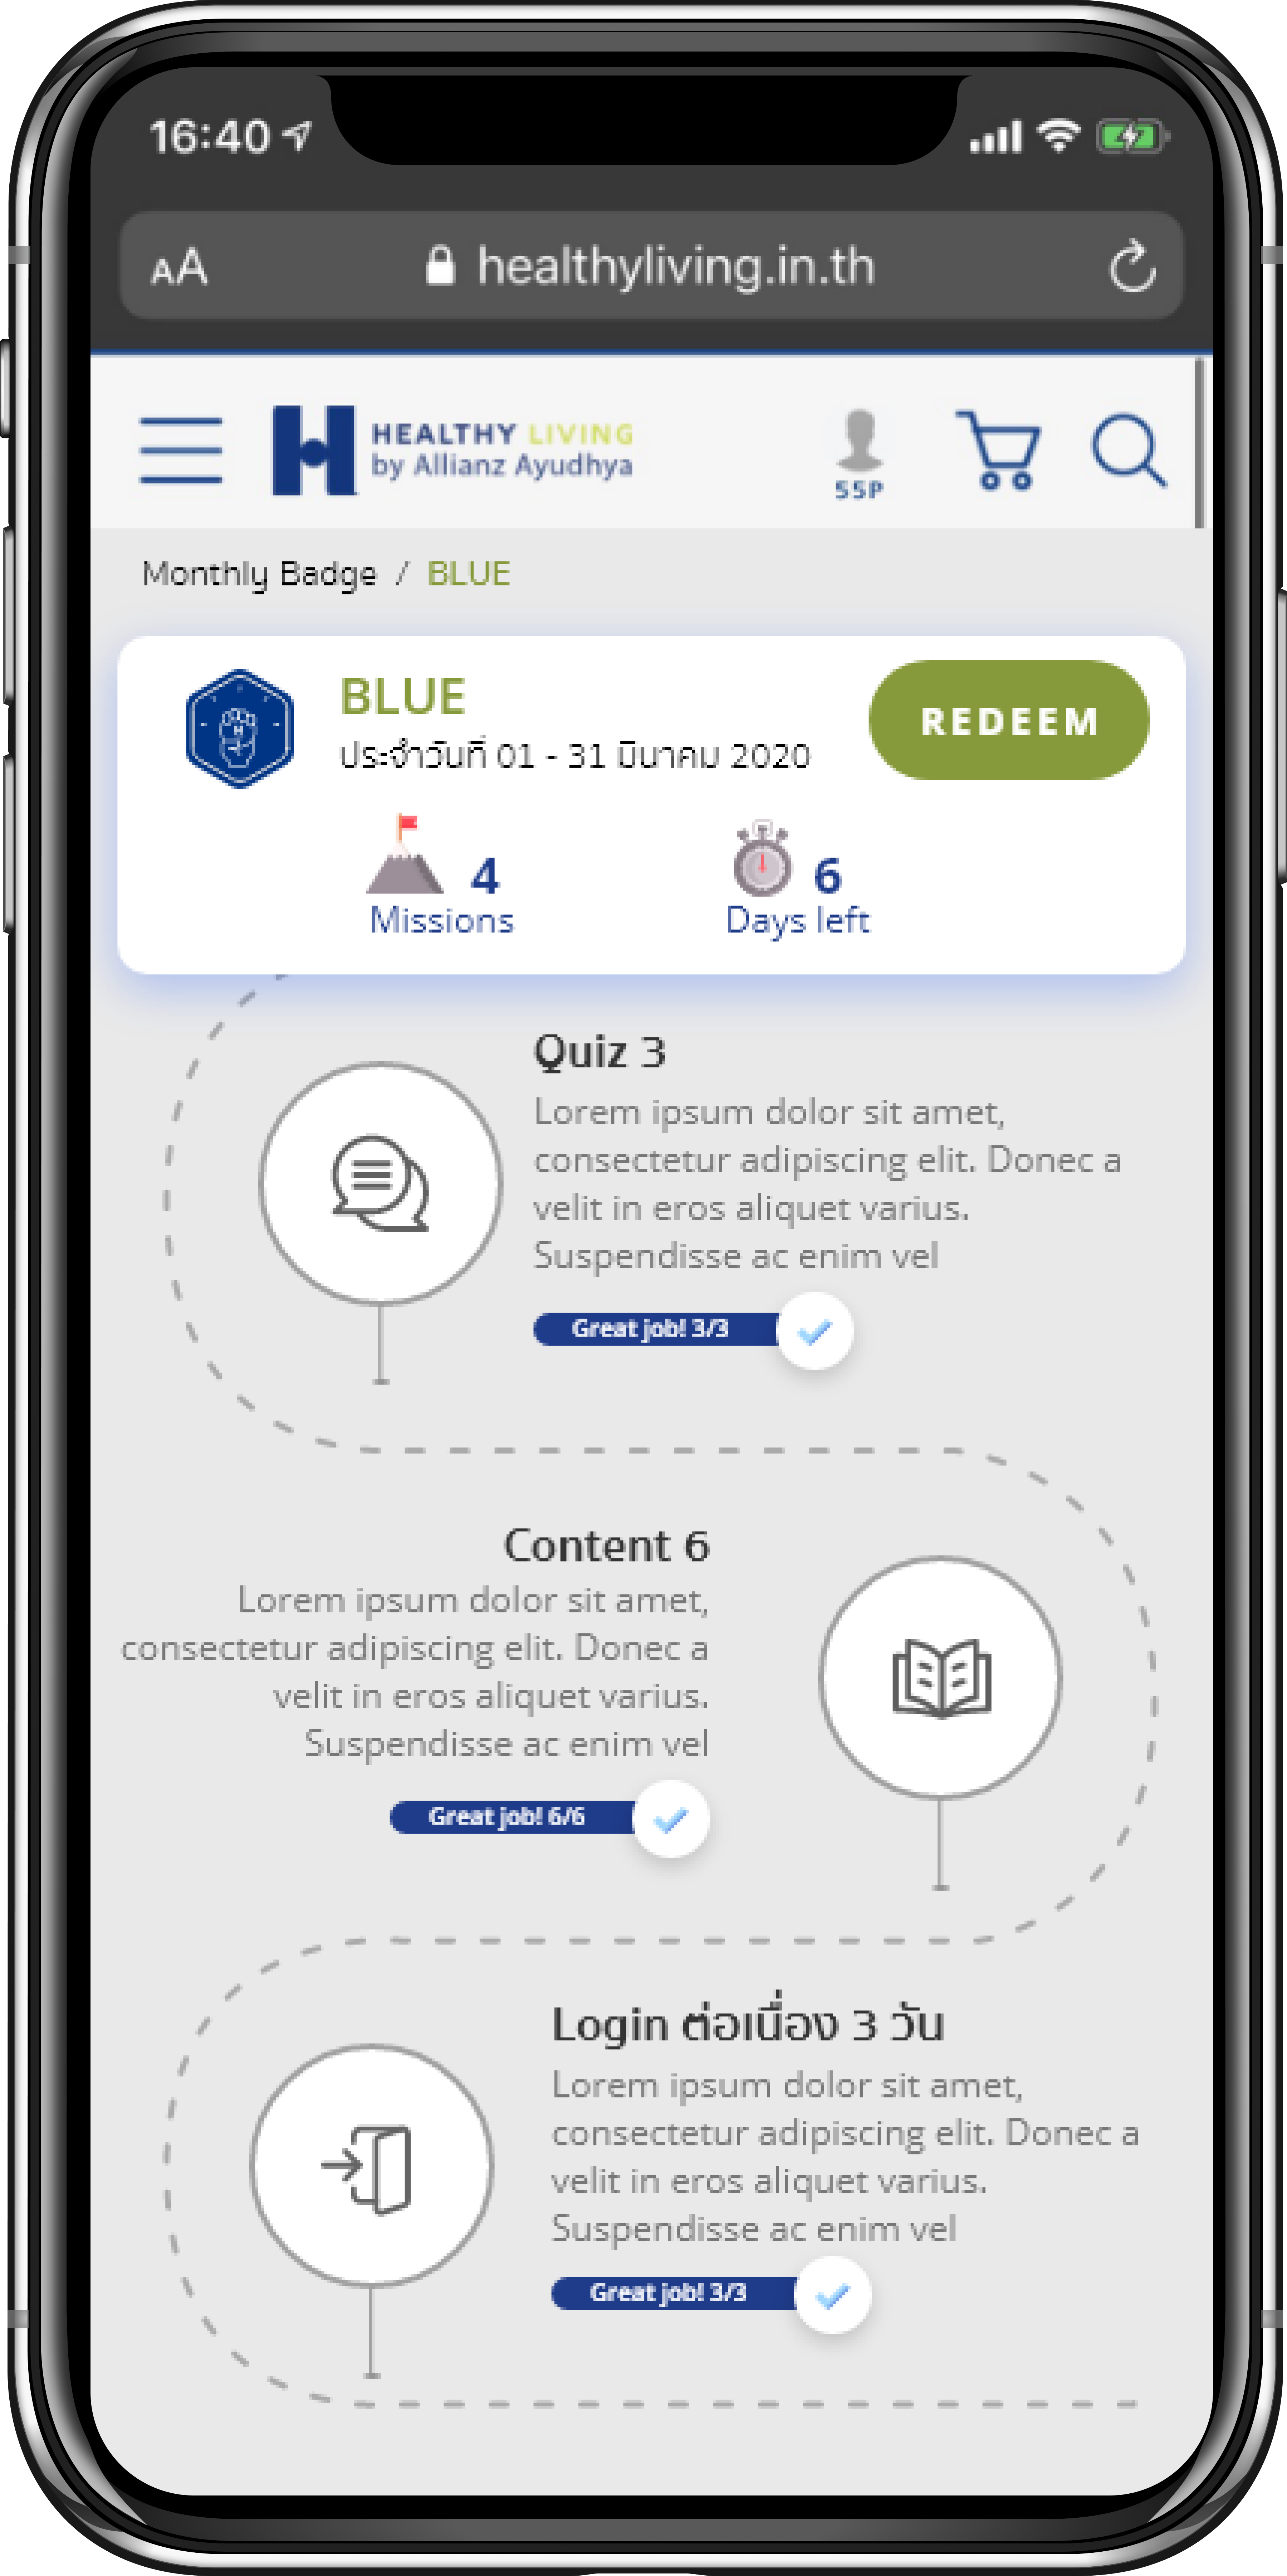 16:40
AA healthyliving.in.th
HEALTHY LIVING
by Allianz Ayudhya
55P
Monthly Badge / BLUE
BLUE
ประจำวันที่ 01 - 31 มีนาคม 2020
REDEEM
4
Missions
6
Days left
Quiz 3
Lorem ipsum dolor sit amet,
consectetur adipiscing elit. Donec a
velit in eros aliquet varius.
Suspendisse ac enim vel
Great job! 3/3
Content 6
Lorem ipsum dolor sit amet,
consectetur adipiscing elit. Donec a
velit in eros aliquet varius.
Suspendisse ac enim vel
Great job! 6/6
Login ต่อเนื่อง 3 วัน
Lorem ipsum dolor sit amet,
consectetur adipiscing elit. Donec a
velit in eros aliquet varius.
Suspendisse ac enim vel
Great job! 3/3